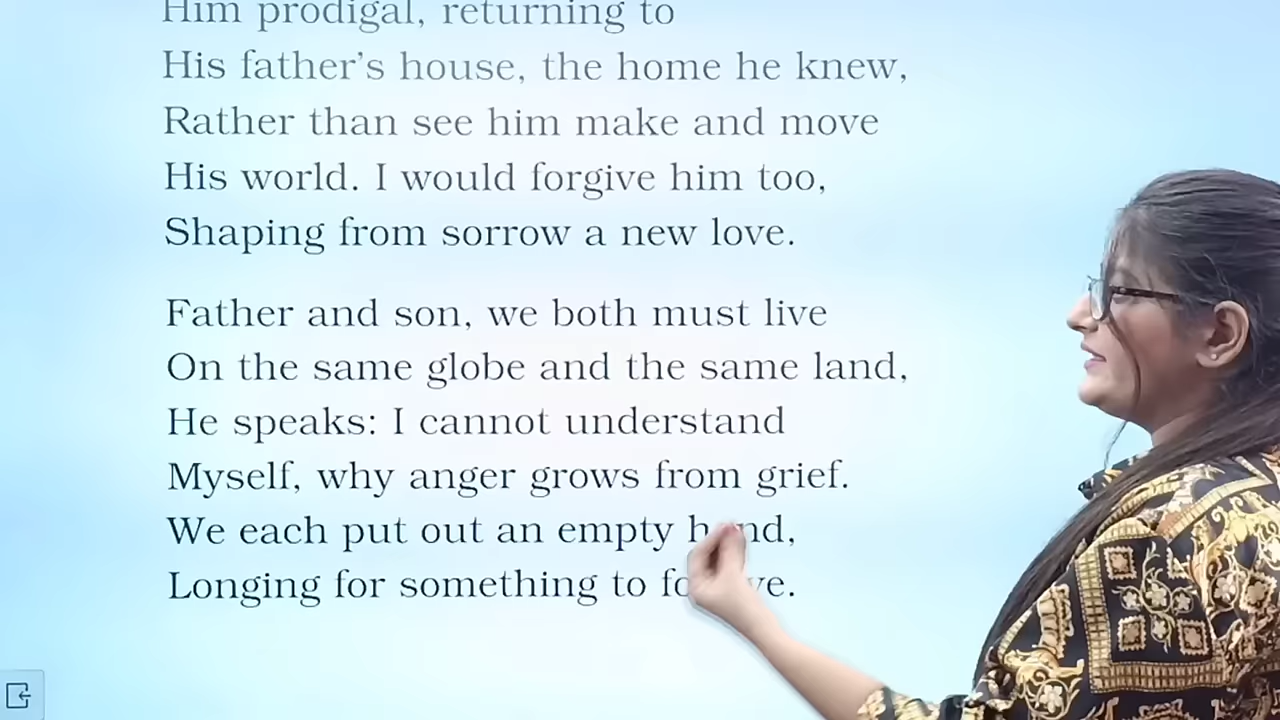 Him prodigal, returning to
His father's house, the home he knew,
Rather than see him make and move
His world. I would forgive him too,
Shaping from sorrow a new love.
Father and son, we both must live
On the same globe and the same land,
He speaks: I cannot understand
Myself, why anger grows from grief.
We each put out an empty hand,
Longing for something to